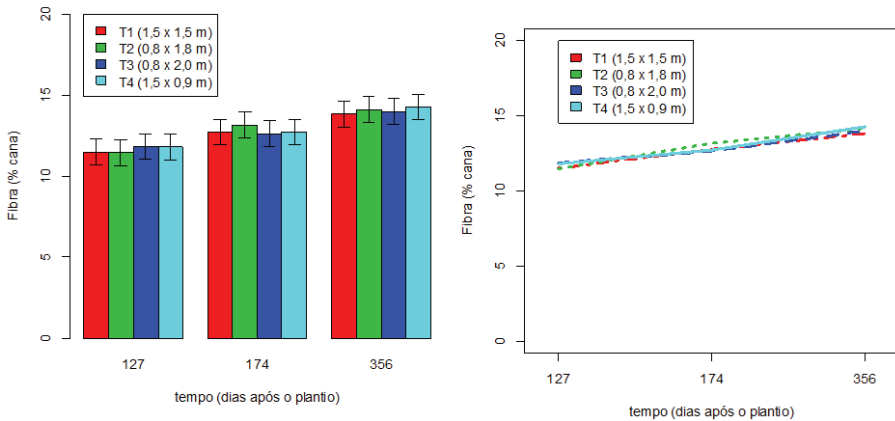 20
15
10
5
0
Fibra (% cana)
T1 (1,5 x 1,5 m)
T2 (0,8 x 1,8 m)
T3 (0,8 x 2,0 m)
T4 (1,5 x 0,9 m)
127 174 356
tempo (dias após o plantio)
20
15
10
5
0
Fibra (% cana)
T1 (1,5 x 1,5 m)
T2 (0,8 x 1,8 m)
T3 (0,8 x 2,0 m)
T4 (1,5 x 0,9 m)
127 174 356
tempo (dias após o plantio)